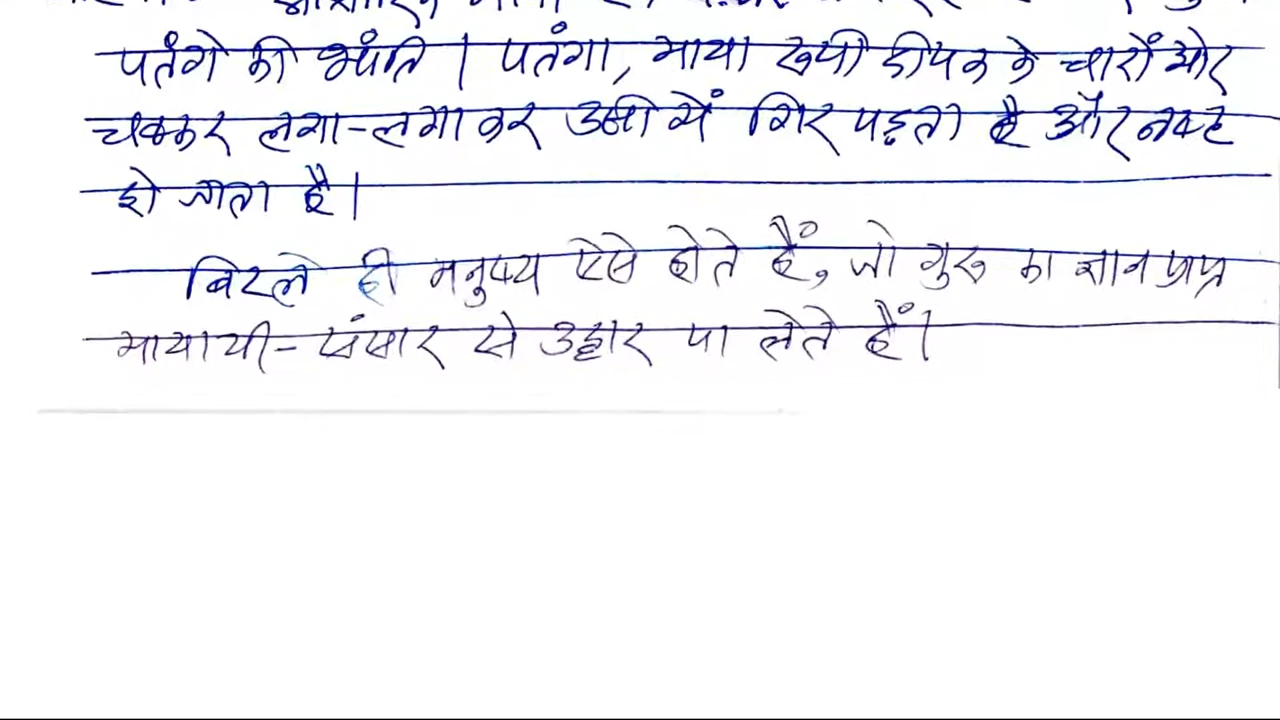 पतंगे की भांति । पतंगा, माया रूपी दीपक के चारों ओर
चक्कर लगा-लगा कर उसी में गिर पड़ता है और नष्ट
हो जाता है।
बिरले ही मनुष्य ऐसे होते हैं, जो गुरु का ज्ञान प्राप्त
मायायी-संसार से उद्धार पा लेते हैं।